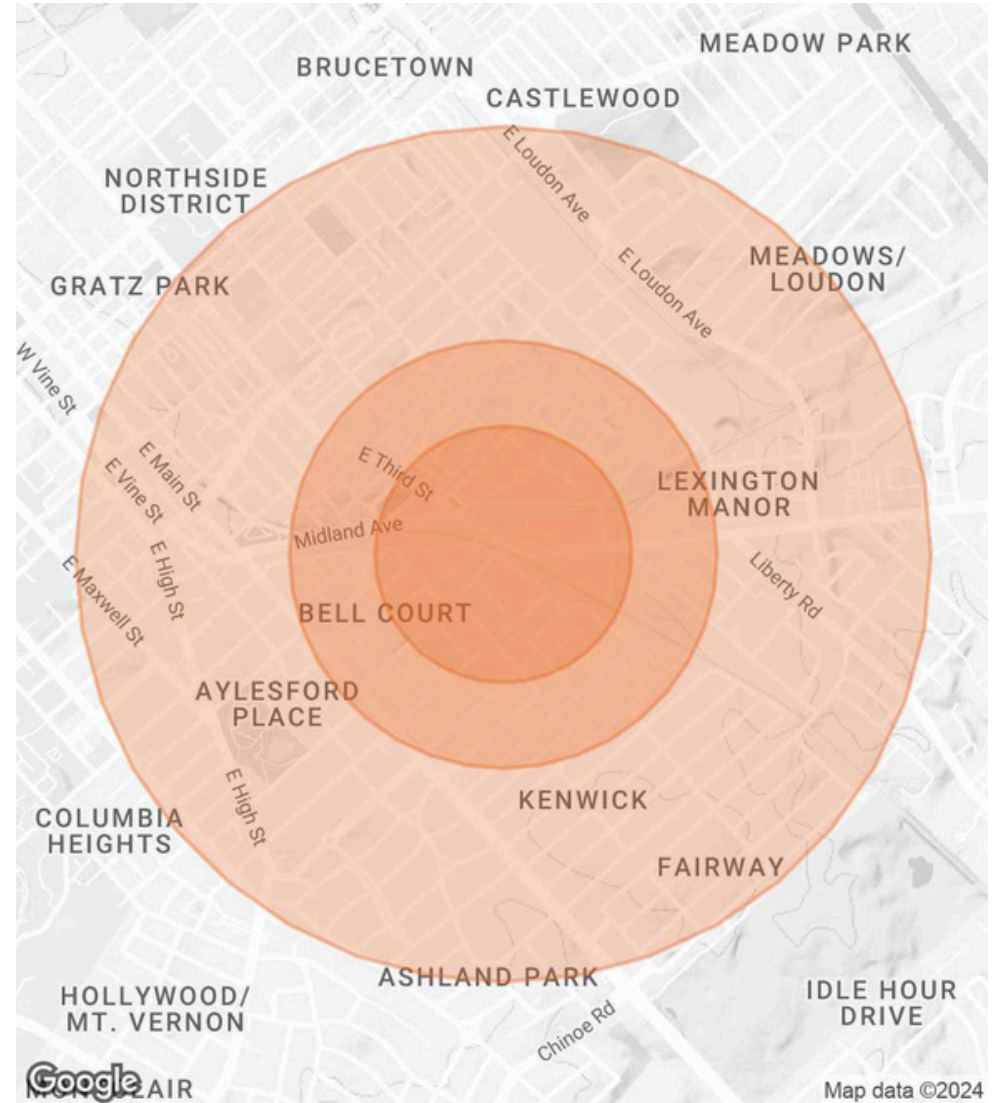 MEADOW PARK
BRUCETOWN
CASTLEWOOD
E Loudon Ave
NORTHSIDE
DISTRICT
MEADOWS/
LOUDON
GRATZ PARK
E Loudon Ave
W Vine St
E Main St
E Vine St
E Third St
LEXINGTON
MANOR
Midland Ave
E High St
E Maxwell St
Liberty Rd
BELL COURT
AYLESFORD
PLACE
E High St
KENWICK
COLUMBIA
HEIGHTS
FAIRWAY
ASHLAND PARK
HOLLYWOOD/
MT. VERNON
IDLE HOUR
DRIVE
Chinoe Rd
Google
Map data ©2024